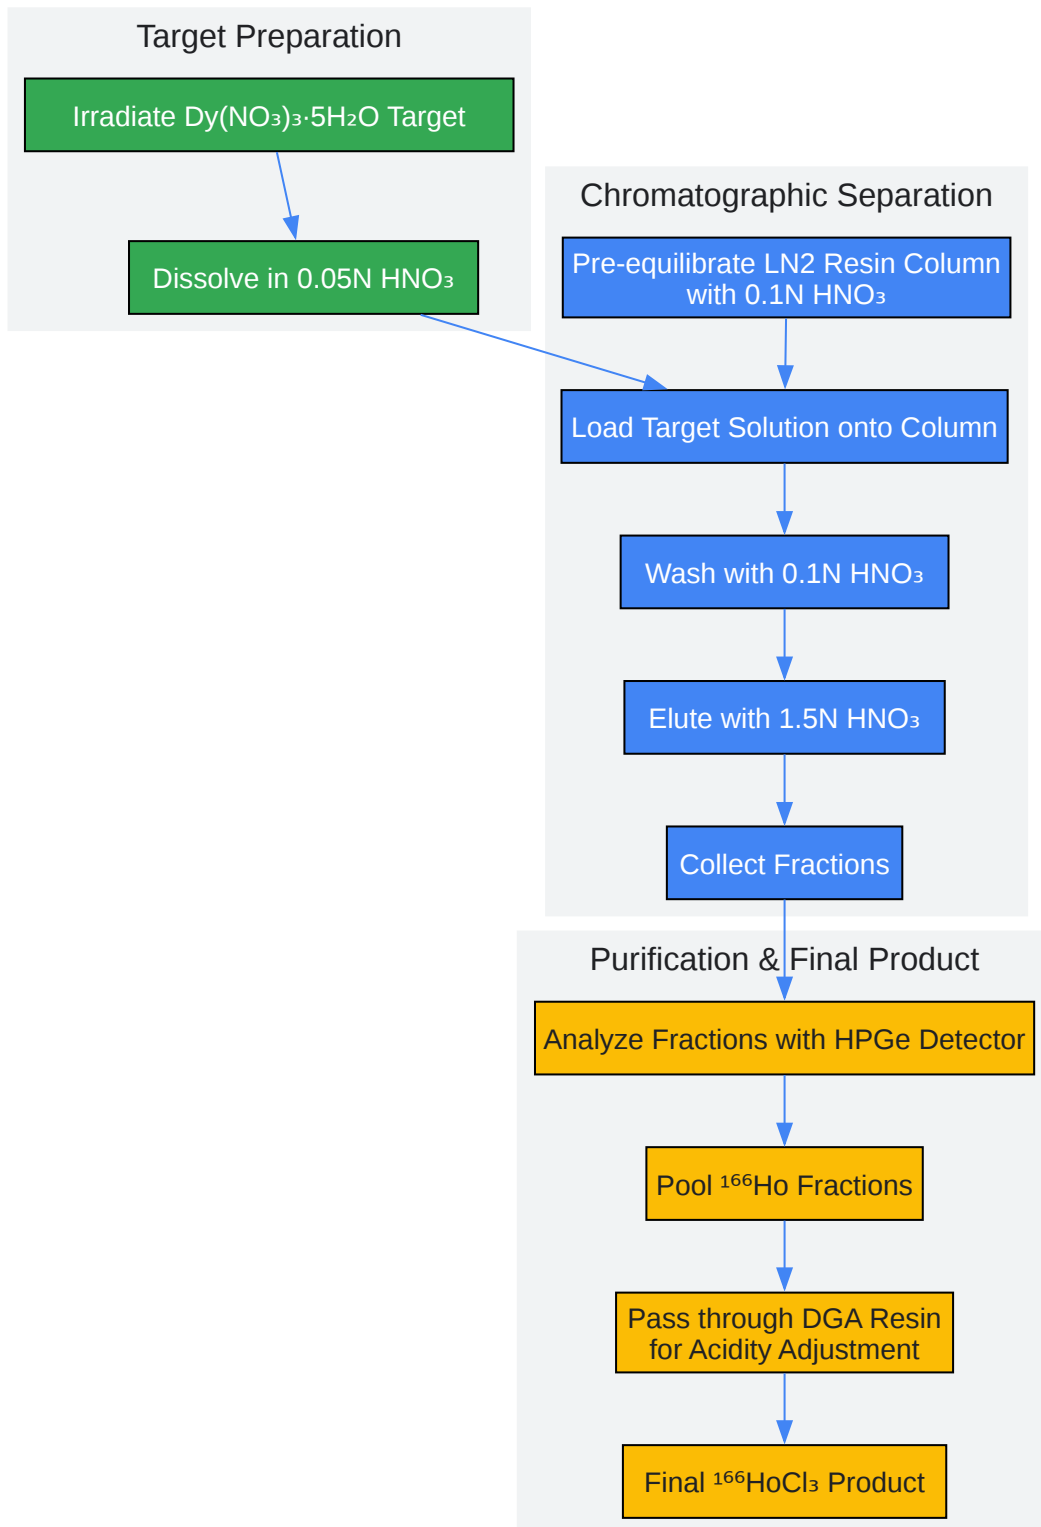 Target Preparation
Irradiate Dy(NO₃)₃·5H₂O Target
Dissolve in 0.05N HNO₃
Chromatographic Separation
Pre-equilibrate LN2 Resin Column
with 0.1N HNO₃
Load Target Solution onto Column
Wash with 0.1N HNO₃
Elute with 1.5N HNO₃
Collect Fractions
Purification & Final Product
Analyze Fractions with HPGe Detector
Pool ¹⁶⁶Ho Fractions
Pass through DGA Resin
for Acidity Adjustment
Final ¹⁶⁶HoCl₃ Product